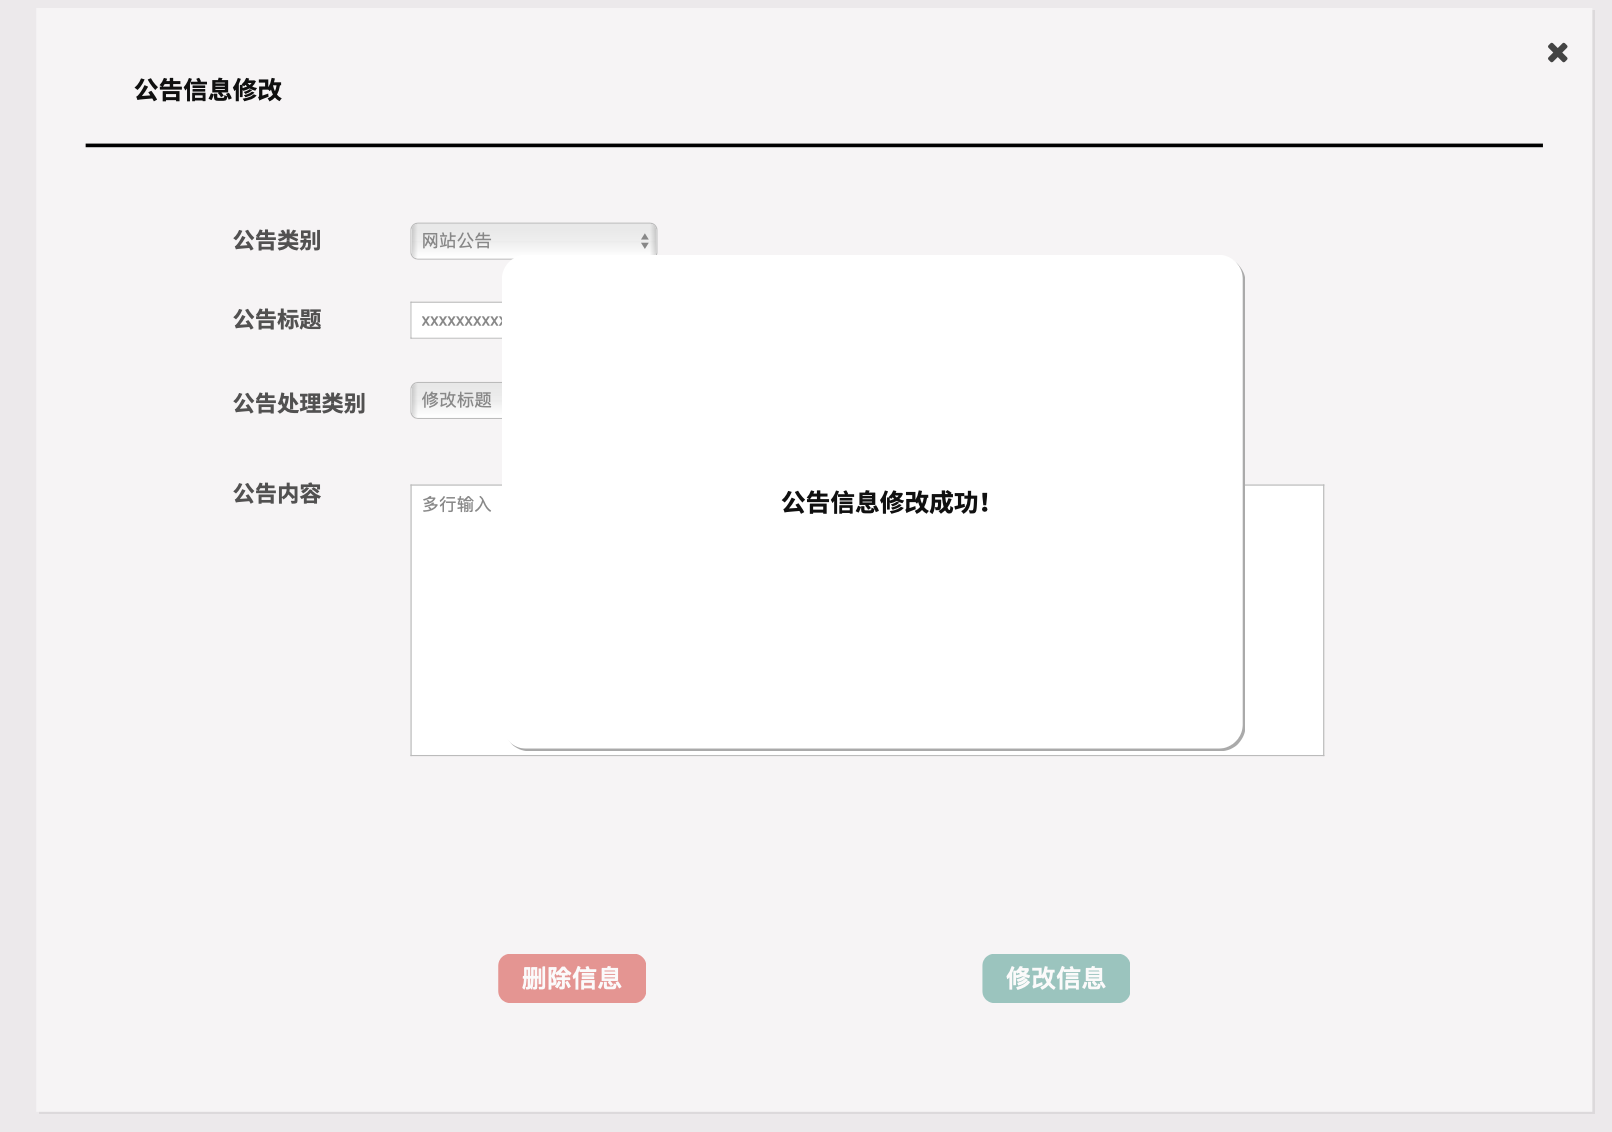 公告信息修改
公告类别
网站公告
公告标题
xxxxxxxxxx
公告处理类别
修改标题
公告内容
多行输入
公告信息修改成功！
删除信息
修改信息